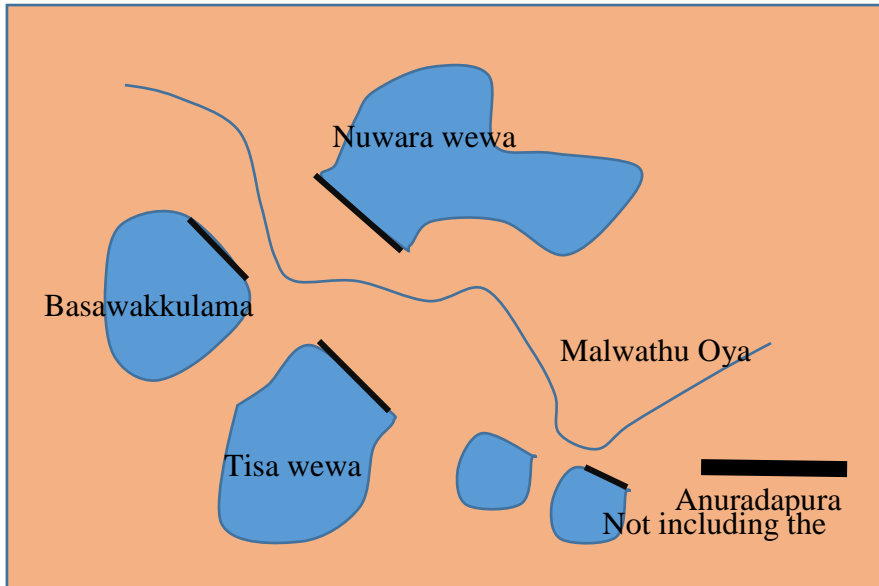 Nuwara wewa
Basawakkulama
Malwathu Oya
Tisa wewa
Anuradapura
Not including the